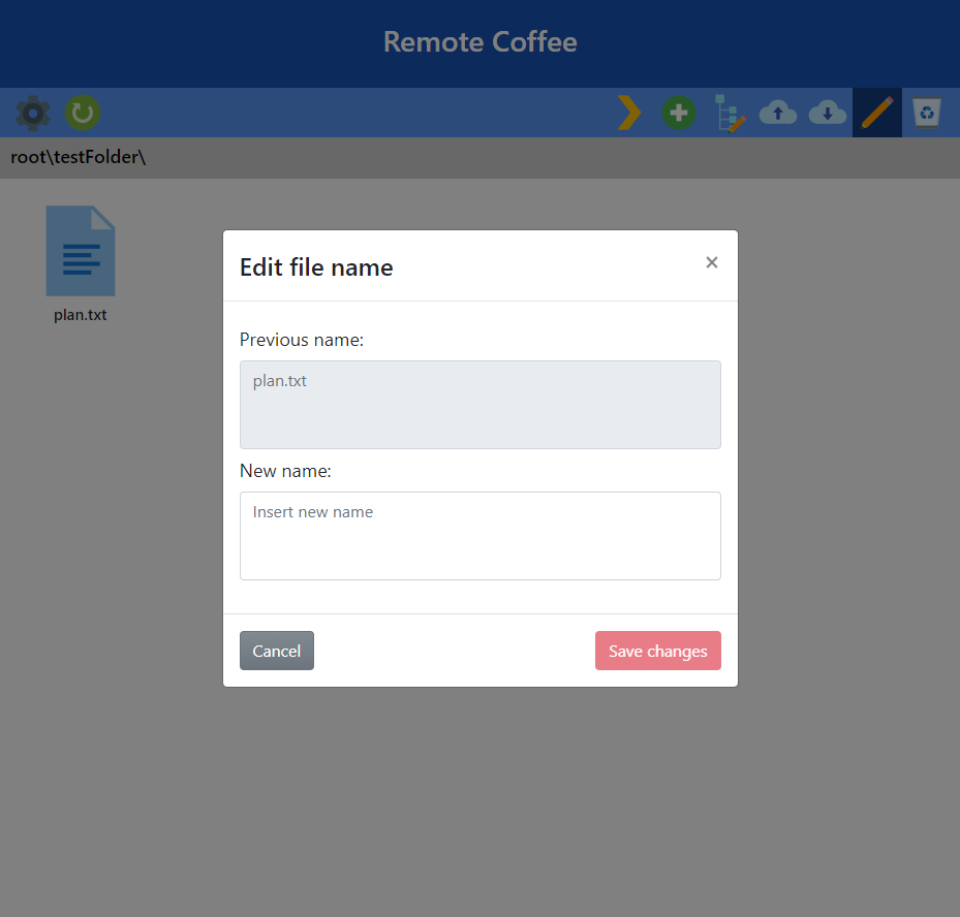 Remote Coffee
root\testFolder\
plan.txt
Edit file name
×
Previous name:
plan.txt
New name:
Insert new name
Cancel
Save changes